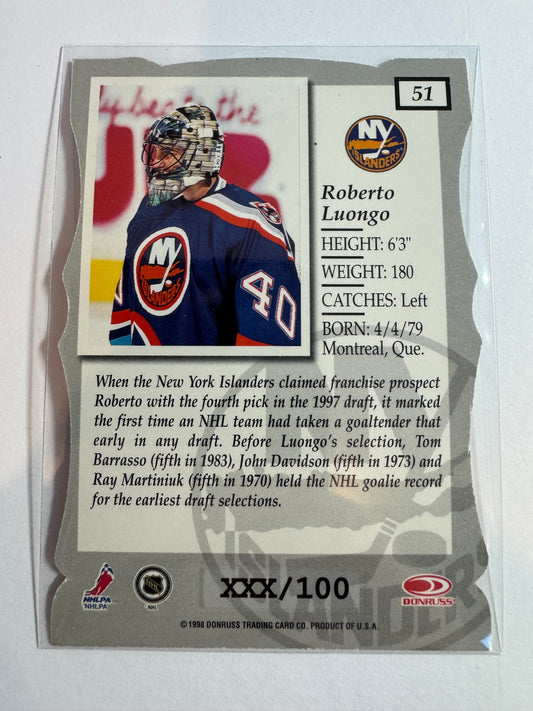 51
NY
ISLANDERS
Roberto
Luongo
HEIGHT: 6'3"
WEIGHT: 180
CATCHES: Left
BORN: 4/4/79
Montreal, Que.
40
When the New York Islanders claimed franchise prospect
Roberto with the fourth pick in the 1997 draft, it marked
the first time an NHL team had taken a goaltender that
early in any draft. Before Luongo's selection, Tom
Barrasso (fifth in 1983), John Davidson (fifth in 1973) and
Ray Martiniuk (fifth in 1970) held the NHL goalie record
for the earliest draft selections.
NHLPA
NHLPA
NHL
XXX/100
DONRUSS
©1998 DONRUSS TRADING CARD CO. PRODUCT OF U.S.A.